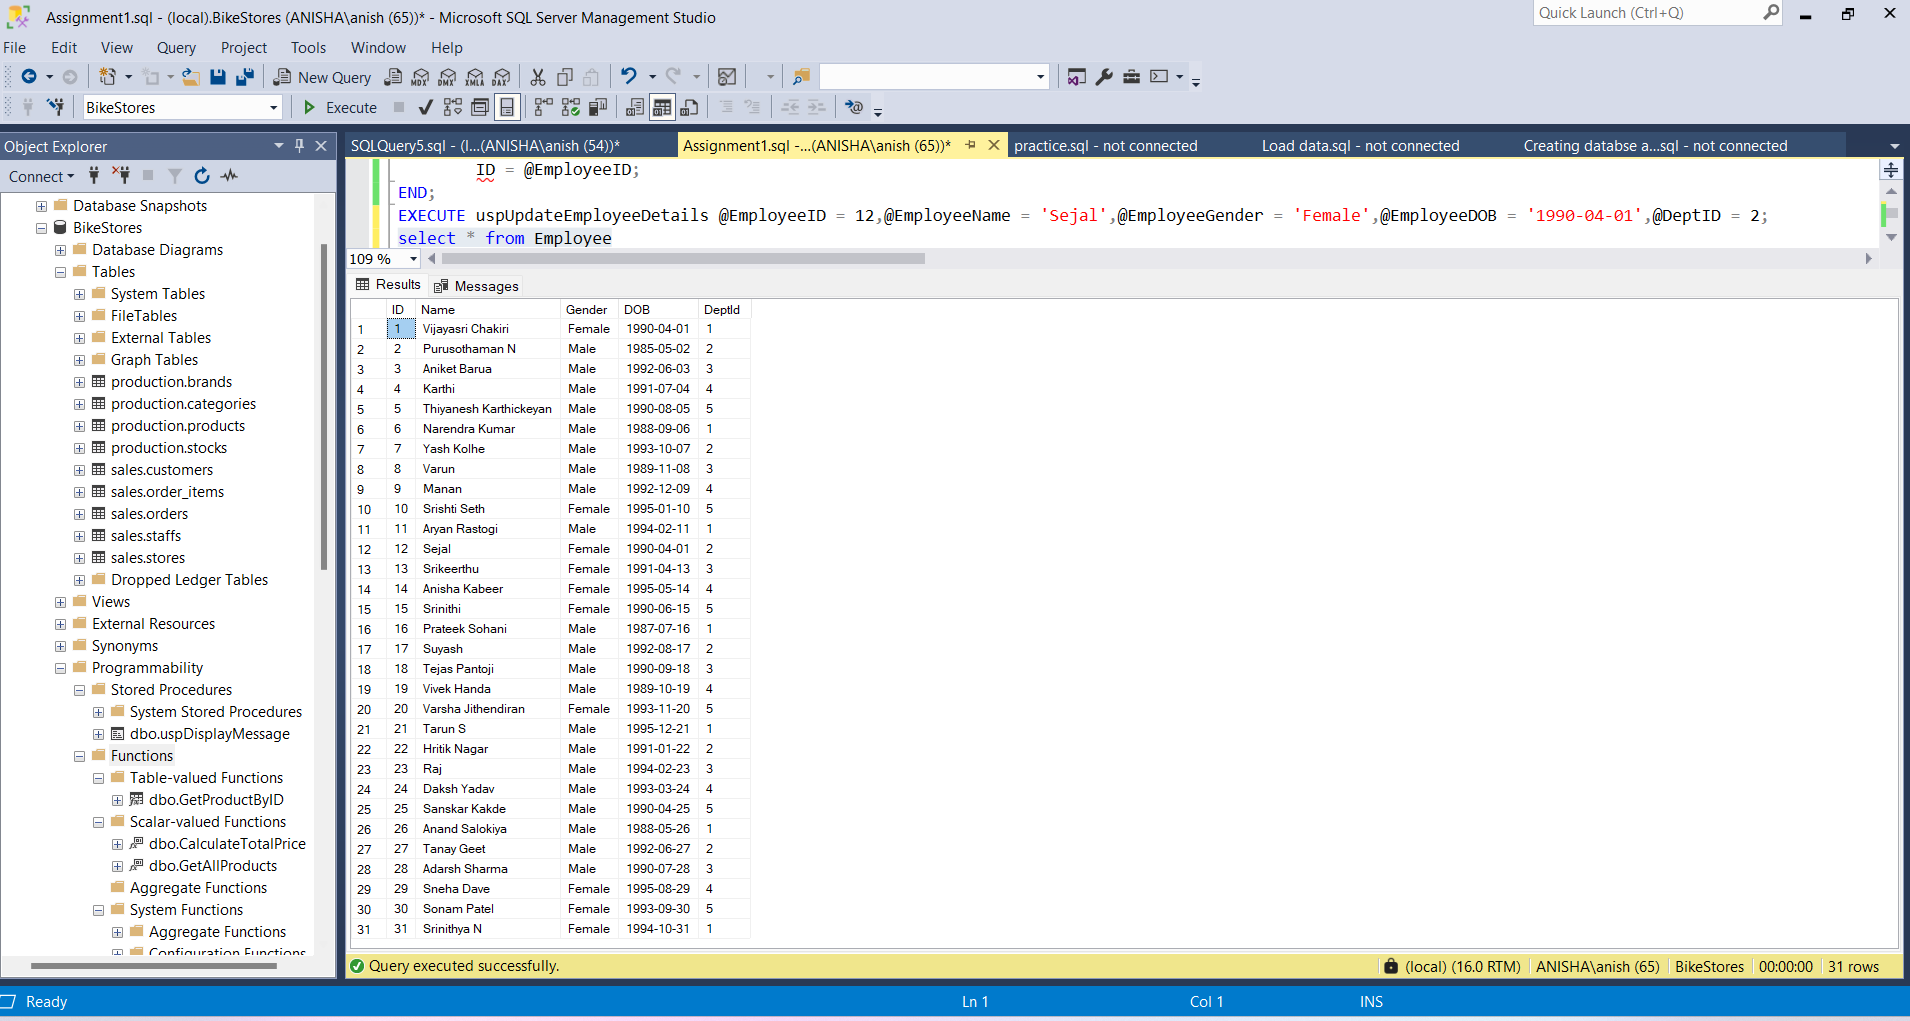 Assignment1.sql - (local).BikeStores (ANISHA\anish (65))* - Microsoft SQL Server Management Studio
Quick Launch (Ctrl+Q)
File Edit View Query Project Tools Window Help
New Query MDX DMX XMLA DAX
BikeStores Execute
Object Explorer
Connect
Database Snapshots
BikeStores
Database Diagrams
Tables
System Tables
FileTables
External Tables
Graph Tables
production.brands
production.categories
production.products
production.stocks
sales.customers
sales.order_items
sales.orders
sales.staffs
sales.stores
Dropped Ledger Tables
Views
External Resources
Synonyms
Programmability
Stored Procedures
System Stored Procedures
dbo.uspDisplayMessage
Functions
Table-valued Functions
dbo.GetProductByID
Scalar-valued Functions
dbo.CalculateTotalPrice
dbo.GetAllProducts
Aggregate Functions
System Functions
Aggregate Functions
Configuration Functions
SQLQuery5.sql - (l...(ANISHA\anish (54))* Assignment1.sql -...(ANISHA\anish (65))* practice.sql - not connected Load data.sql - not connected Creating databse a...sql - not connected
ID = @EmployeeID;
END;
EXECUTE uspUpdateEmployeeDetails @EmployeeID = 12,@EmployeeName = 'Sejal',@EmployeeGender = 'Female',@EmployeeDOB = '1990-04-01',@DeptID = 2;
select * from Employee
109 %
Results Messages
ID Name Gender DOB DeptId
1 1 Vijayasri Chakiri Female 1990-04-01 1
2 2 Purusothaman N Male 1985-05-02 2
3 3 Aniket Barua Male 1992-06-03 3
4 4 Karthi Male 1991-07-04 4
5 5 Thiyanesh Karthickeyan Male 1990-08-05 5
6 6 Narendra Kumar Male 1988-09-06 1
7 7 Yash Kolhe Male 1993-10-07 2
8 8 Varun Male 1989-11-08 3
9 9 Manan Male 1992-12-09 4
10 10 Srishti Seth Female 1995-01-10 5
11 11 Aryan Rastogi Male 1994-02-11 1
12 12 Sejal Female 1990-04-01 2
13 13 Srikeerthu Female 1991-04-13 3
14 14 Anisha Kabeer Female 1995-05-14 4
15 15 Srinithi Female 1990-06-15 5
16 16 Prateek Sohani Male 1987-07-16 1
17 17 Suyash Male 1992-08-17 2
18 18 Tejas Pantoji Male 1990-09-18 3
19 19 Vivek Handa Male 1989-10-19 4
20 20 Varsha Jithendiran Female 1993-11-20 5
21 21 Tarun S Male 1995-12-21 1
22 22 Hritik Nagar Male 1991-01-22 2
23 23 Raj Male 1994-02-23 3
24 24 Daksh Yadav Male 1993-03-24 4
25 25 Sanskar Kakde Male 1990-04-25 5
26 26 Anand Salokiya Male 1988-05-26 1
27 27 Tanay Geet Male 1992-06-27 2
28 28 Adarsh Sharma Male 1990-07-28 3
29 29 Sneha Dave Female 1995-08-29 4
30 30 Sonam Patel Female 1993-09-30 5
31 31 Srinithya N Female 1994-10-31 1
Query executed successfully. (local) (16.0 RTM) ANISHA\anish (65) BikeStores 00:00:00 31 rows
Ready Ln 1 Col 1 INS